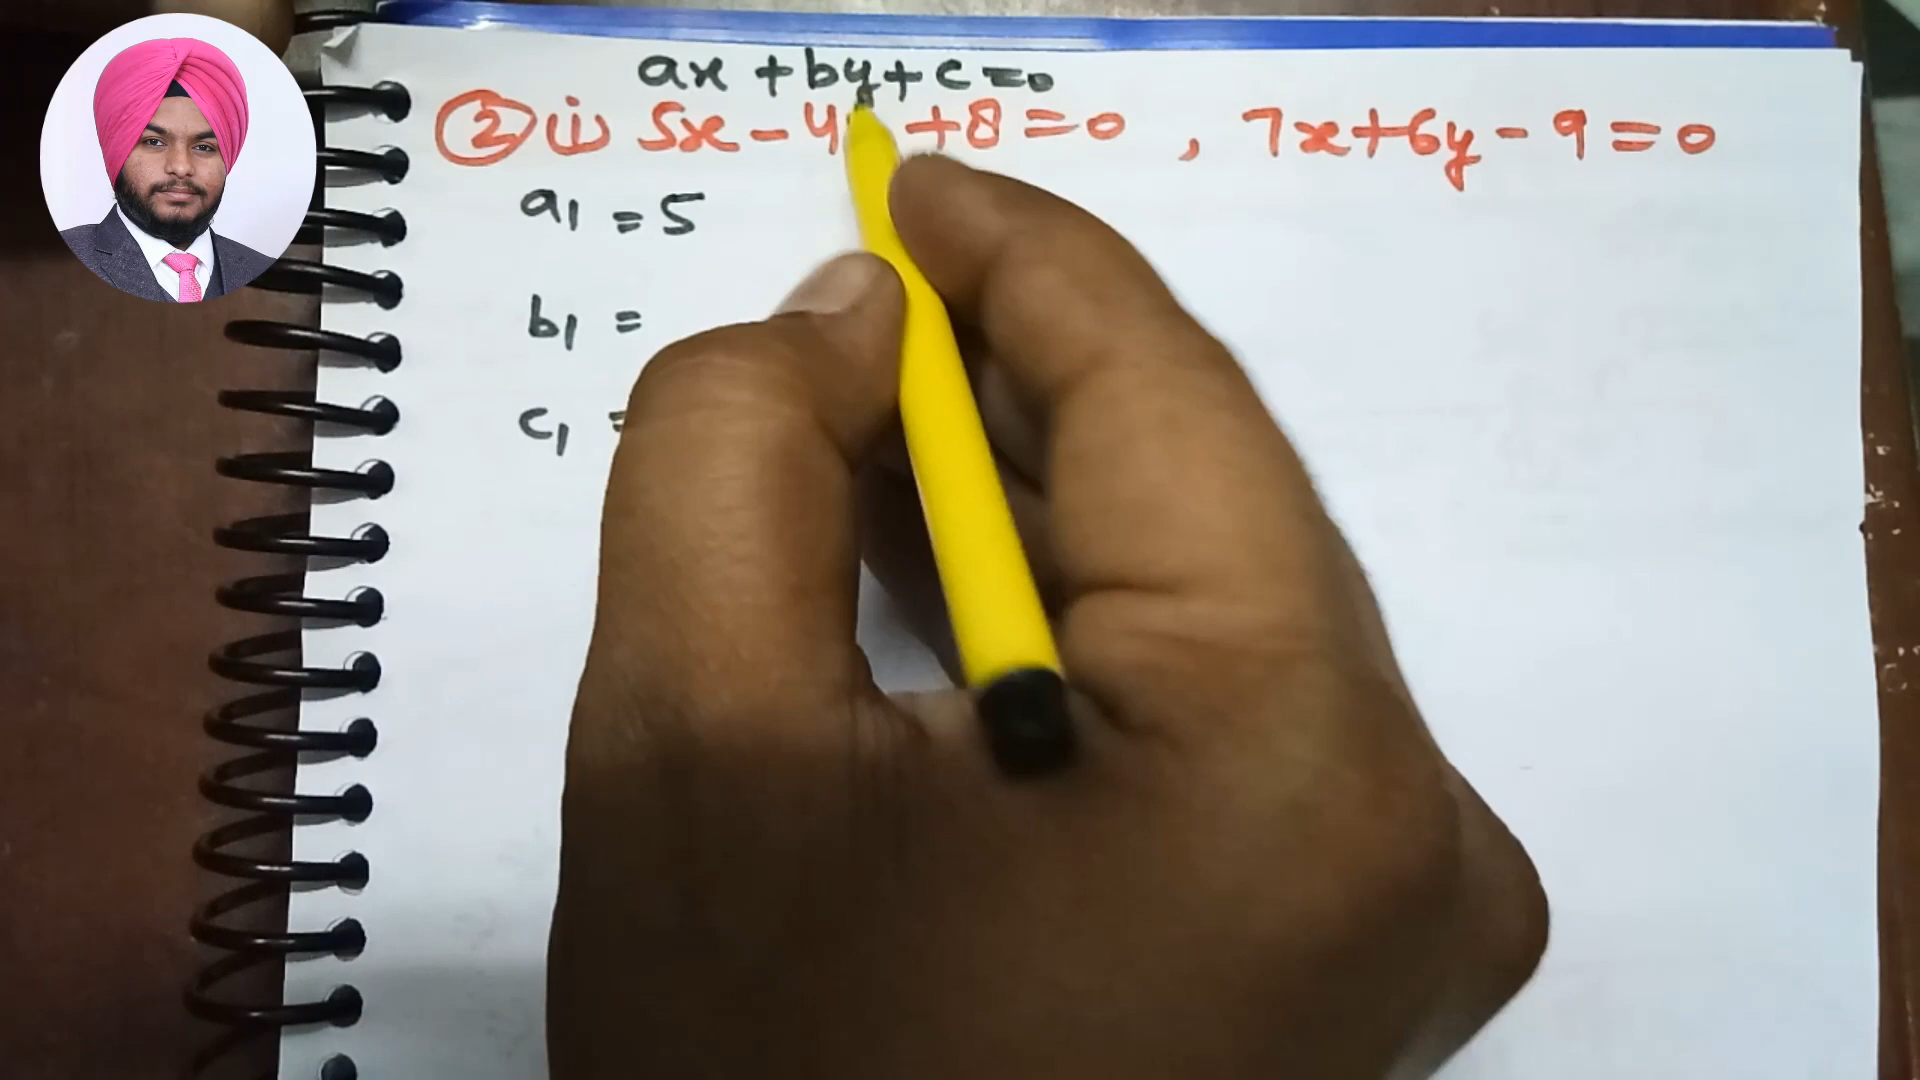 ax + by + c = 0
② i) 5x - 4 + 8 = 0 , 7x + 6y - 9 = 0
a₁ = 5
b₁ =
c₁ =